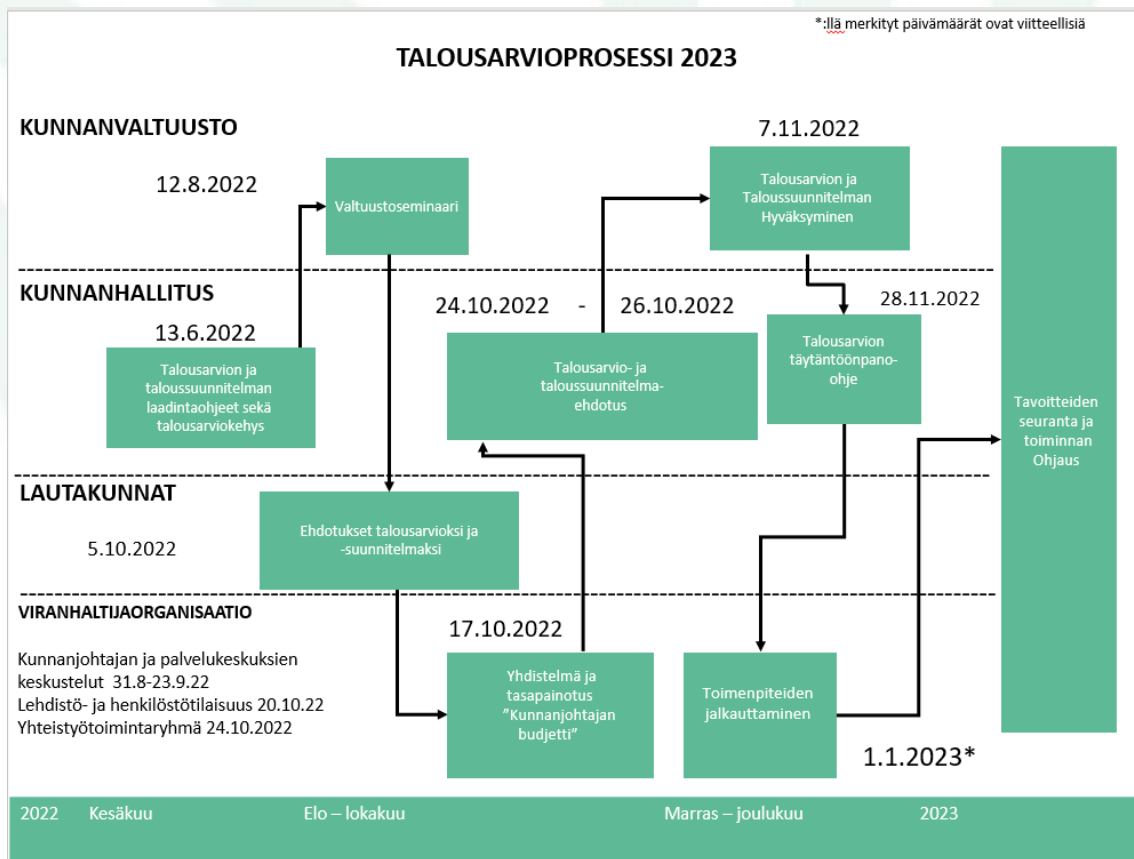 *:llä merkityt päivämäärät ovat viitteellisiä
TALOUSARVIOPROSESSI 2023
KUNNANVALTUUSTO
12.8.2022
Valtuustoseminaari
7.11.2022
Talousarvion ja
Taloussuunnitelman
Hyväksyminen
KUNNANHALLITUS
13.6.2022
Talousarvion ja
taloussuunnitelman
laadintaohjeet sekä
talousarviokehys
24.10.2022 - 26.10.2022
Talousarvio- ja
taloussuunnitelma-
ehdotus
28.11.2022
Talousarvion
täytäntöönpano-
ohje
Tavoitteiden
seuranta ja
toiminnan
Ohjaus
LAUTAKUNNAT
5.10.2022
Ehdotukset talousarvioksi ja
-suunnitelmaksi
VIRANHALTIJAORGANISAATIO
Kunnanjohtajan ja palvelukeskuksien
keskustelut 31.8-23.9.22
Lehdistö- ja henkilöstötilaisuus 20.10.22
Yhteistyötoimintaryhmä 24.10.2022
17.10.2022
Yhdistelmä ja
tasapainotus
”Kunnanjohtajan
budjetti”
Toimenpiteiden
jalkauttaminen
1.1.2023*
2022 Kesäkuu Elo – lokakuu Marras – joulukuu 2023